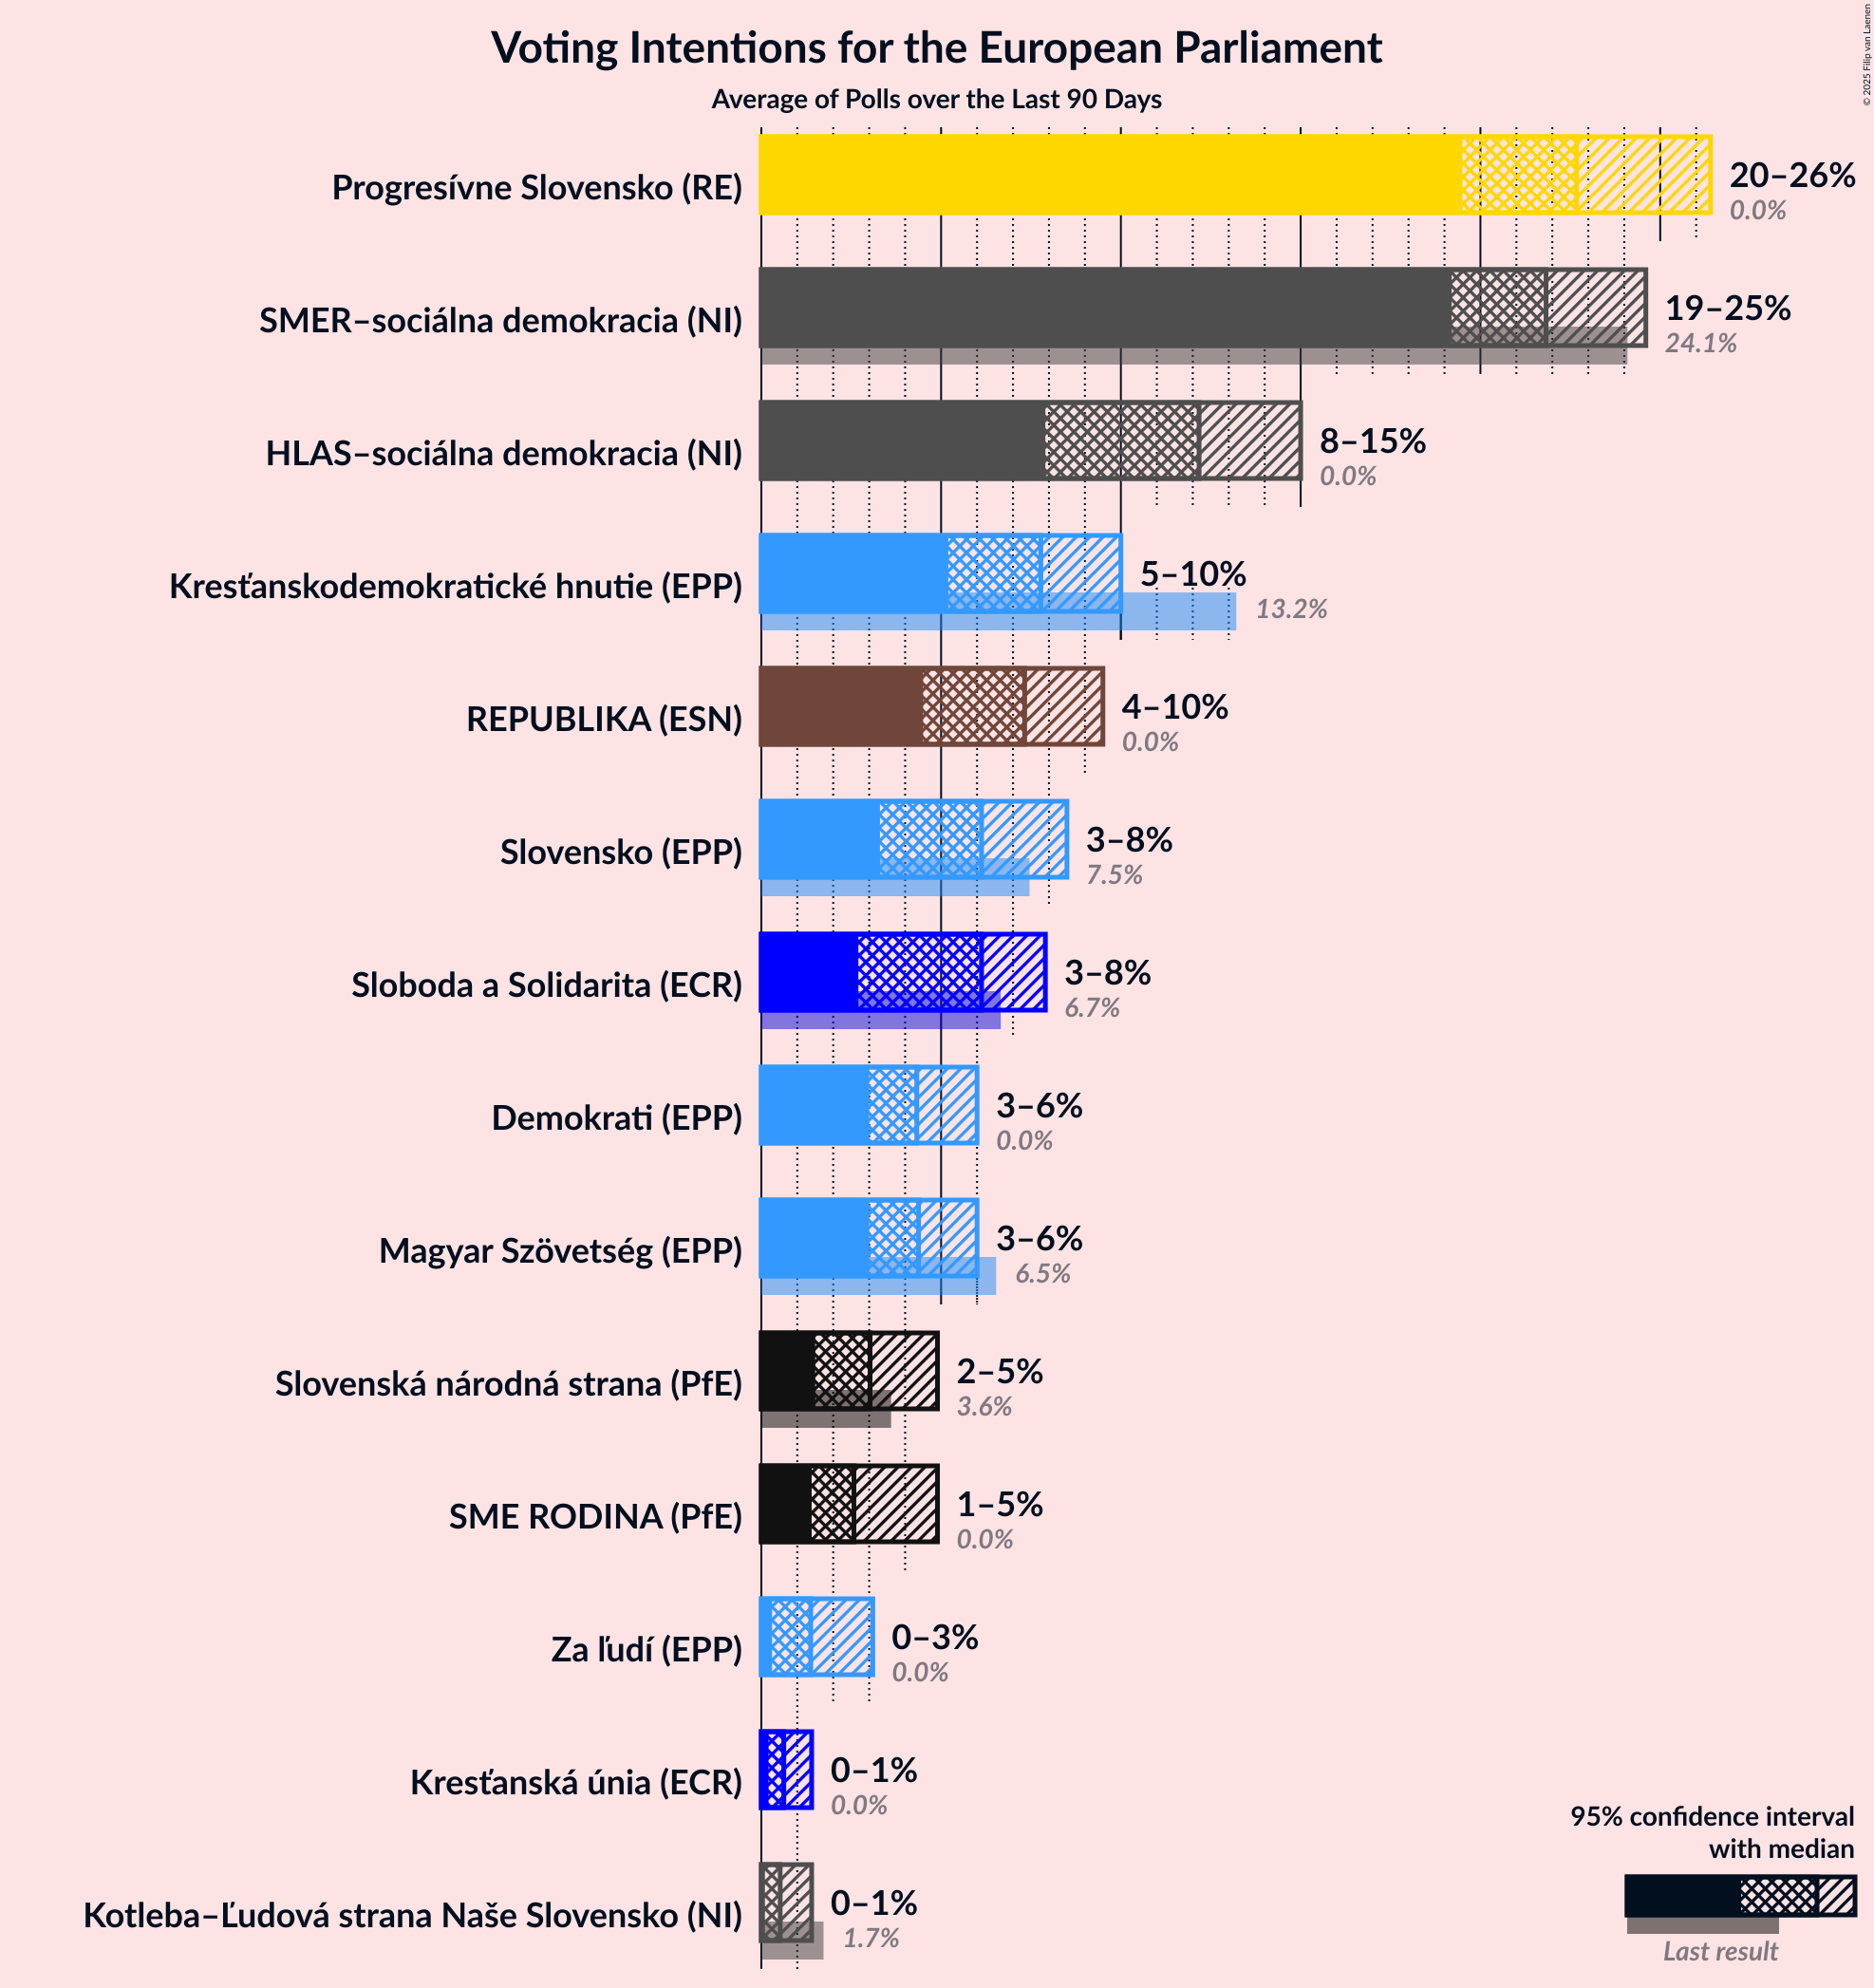 © 2025 Filip van Laenen
Voting Intentions for the European Parliament
Average of Polls over the Last 90 Days
Progresívne Slovensko (RE)
20–26%
0.0%
SMER–sociálna demokracia (NI)
19–25%
24.1%
HLAS–sociálna demokracia (NI)
8–15%
0.0%
Kresťanskodemokratické hnutie (EPP)
5–10%
13.2%
REPUBLIKA (ESN)
4–10%
0.0%
Slovensko (EPP)
3–8%
7.5%
Sloboda a Solidarita (ECR)
3–8%
6.7%
Demokrati (EPP)
3–6%
0.0%
Magyar Szövetség (EPP)
3–6%
6.5%
Slovenská národná strana (PfE)
2–5%
3.6%
SME RODINA (PfE)
1–5%
0.0%
Za ľudí (EPP)
0–3%
0.0%
Kresťanská únia (ECR)
0–1%
0.0%
Kotleba–Ľudová strana Naše Slovensko (NI)
0–1%
1.7%
95% confidence interval
with median
Last result